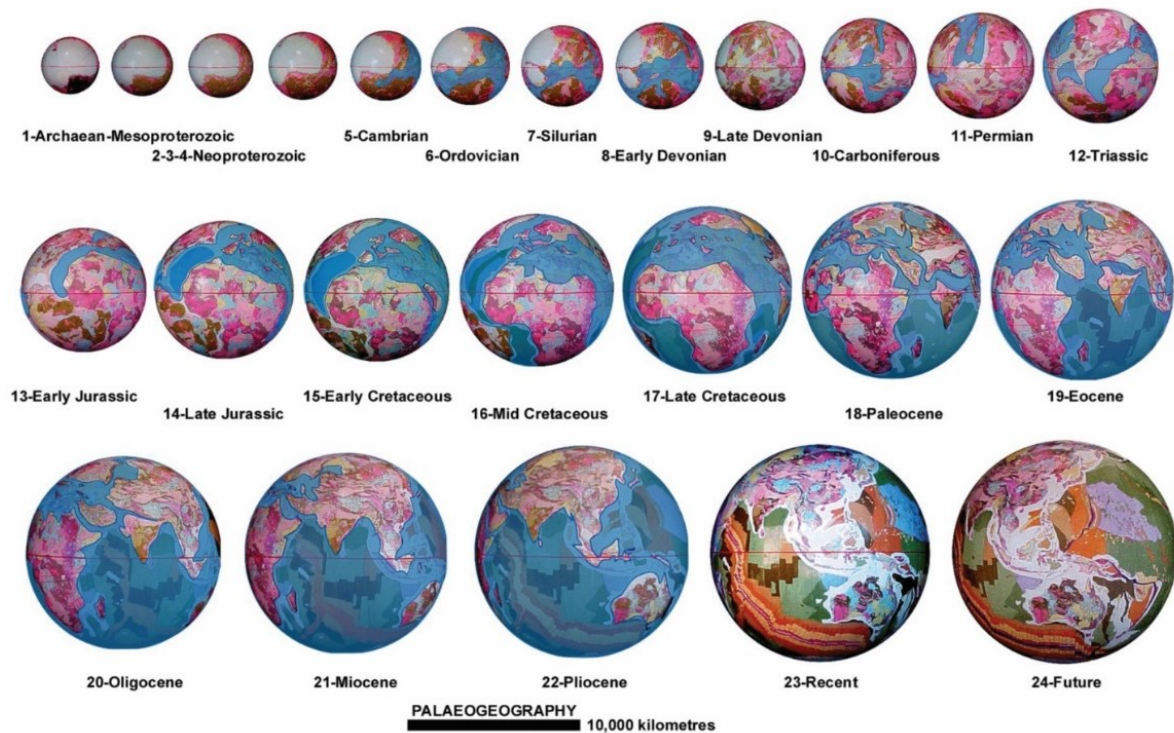 1-Archaean-Mesoproterozoic
2-3-4-Neoproterozoic
5-Cambrian
6-Ordovician
7-Silurian
8-Early Devonian
9-Late Devonian
10-Carboniferous
11-Permian
12-Triassic
13-Early Jurassic
14-Late Jurassic
15-Early Cretaceous
16-Mid Cretaceous
17-Late Cretaceous
18-Paleocene
19-Eocene
20-Oligocene
21-Miocene
22-Pliocene
23-Recent
24-Future
PALAEOGEOGRAPHY
10,000 kilometres